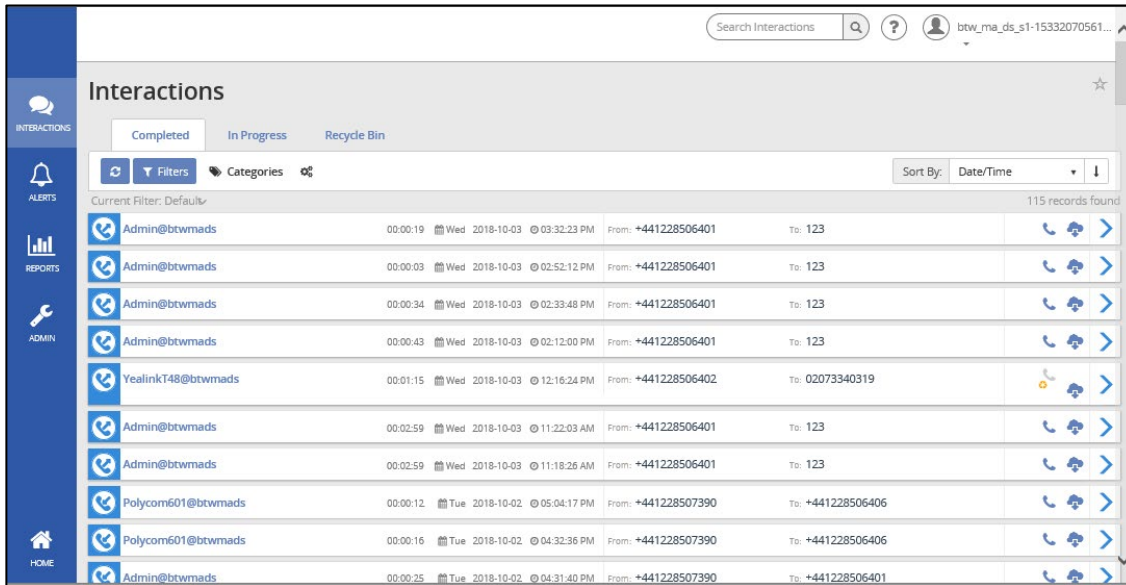 Search Interactions
?
btw_ma_ds_s1-15332070561...
Interactions
INTERACTIONS
Completed In Progress Recycle Bin
Filters Categories Sort By: Date/Time
ALERTS
Current Filter: Default 115 records found
Admin@btwmads 00:00:19 Wed 2018-10-03 03:32:23 PM From: +441228506401 To: 123
REPORTS
Admin@btwmads 00:00:03 Wed 2018-10-03 02:52:12 PM From: +441228506401 To: 123
Admin@btwmads 00:00:34 Wed 2018-10-03 02:33:48 PM From: +441228506401 To: 123
ADMIN
Admin@btwmads 00:00:43 Wed 2018-10-03 02:12:00 PM From: +441228506401 To: 123
YealinkT48@btwmads 00:01:15 Wed 2018-10-03 12:16:24 PM From: +441228506402 To: 02073340319
Admin@btwmads 00:02:59 Wed 2018-10-03 11:22:03 AM From: +441228506401 To: 123
Admin@btwmads 00:02:59 Wed 2018-10-03 11:18:26 AM From: +441228506401 To: 123
Polycom601@btwmads 00:00:12 Tue 2018-10-02 05:04:17 PM From: +441228507390 To: +441228506406
Polycom601@btwmads 00:00:16 Tue 2018-10-02 04:32:36 PM From: +441228507390 To: +441228506406
HOME
Admin@btwmads 00:00:25 Tue 2018-10-02 04:31:40 PM From: +441228507390 To: +441228506401